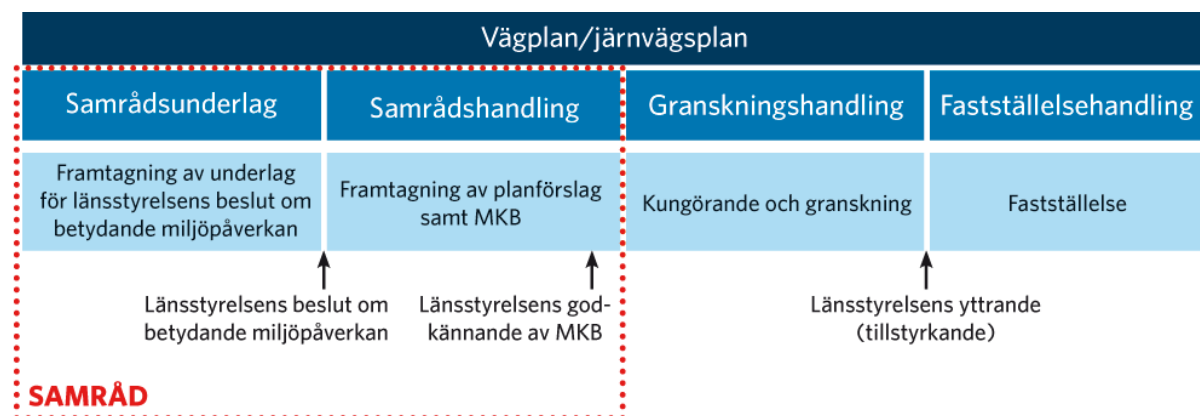 Vägplan/järnvägsplan
Samrådsunderlag
Samrådshandling
Granskningshandling
Fastställelsehandling
Framtagning av underlag
för länsstyrelsens beslut om
betydande miljöpåverkan
Framtagning av planförslag
samt MKB
Kungörande och granskning
Fastställelse
Länsstyrelsens beslut om
betydande miljöpåverkan
Länsstyrelsens god-
kännande av MKB
Länsstyrelsens yttrande
(tillstyrkande)
SAMRÅD